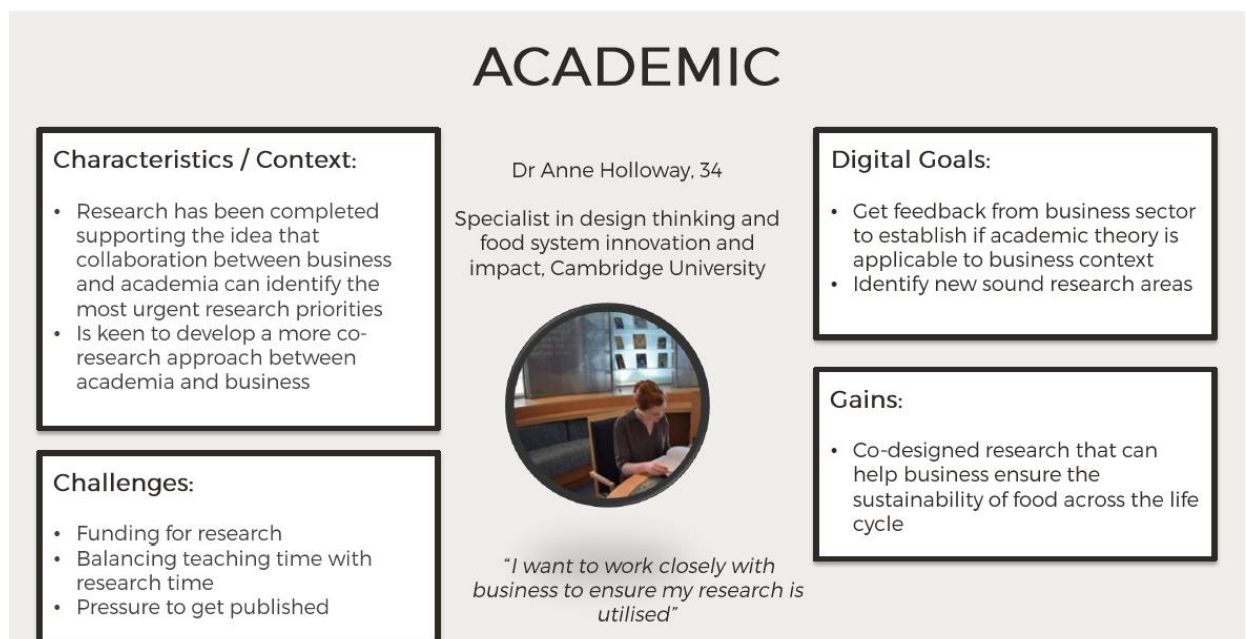 ACADEMIC
Characteristics / Context:
• Research has been completed
supporting the idea that
collaboration between business
and academia can identify the
most urgent research priorities
• Is keen to develop a more co-
research approach between
academia and business
Challenges:
• Funding for research
• Balancing teaching time with
research time
• Pressure to get published
Dr Anne Holloway, 34
Specialist in design thinking and
food system innovation and
impact, Cambridge University
“I want to work closely with
business to ensure my research is
utilised”
Digital Goals:
• Get feedback from business sector
to establish if academic theory is
applicable to business context
• Identify new sound research areas
Gains:
• Co-designed research that can
help business ensure the
sustainability of food across the life
cycle